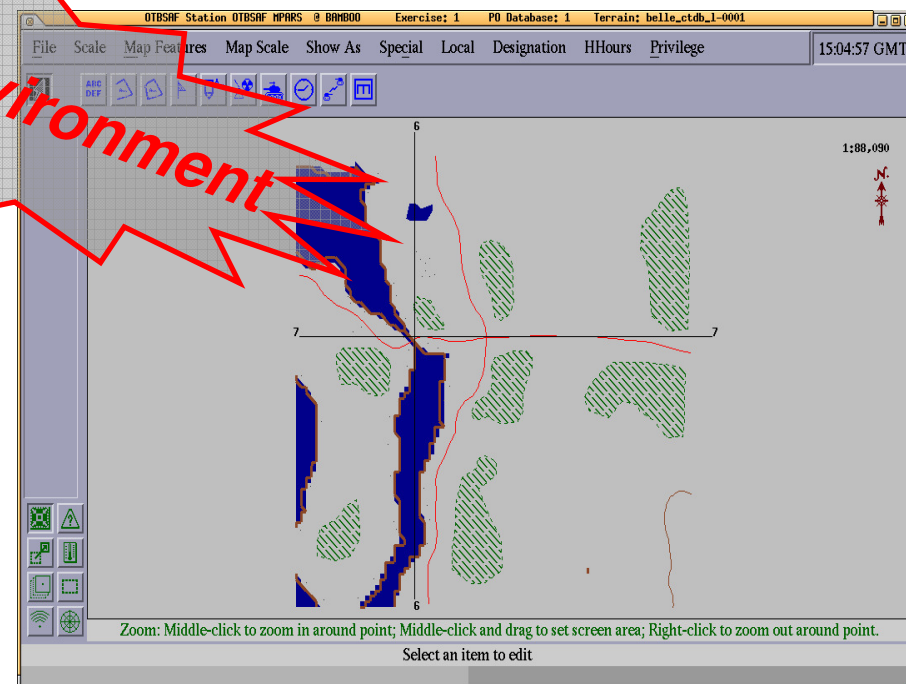 OTBSAF Station OTBSAF MPARS @ BAMBOO Exercise: 1 PO Database: 1 Terrain: belle_ctdb_l-0001
File Scale Map Features Map Scale Show As Special Local Designation HHours Privilege 15:04:57 GMT
ABC
DEF
vironment
6
1:88,090
N
7 7
6
Zoom: Middle-click to zoom in around point; Middle-click and drag to set screen area; Right-click to zoom out around point.
Select an item to edit